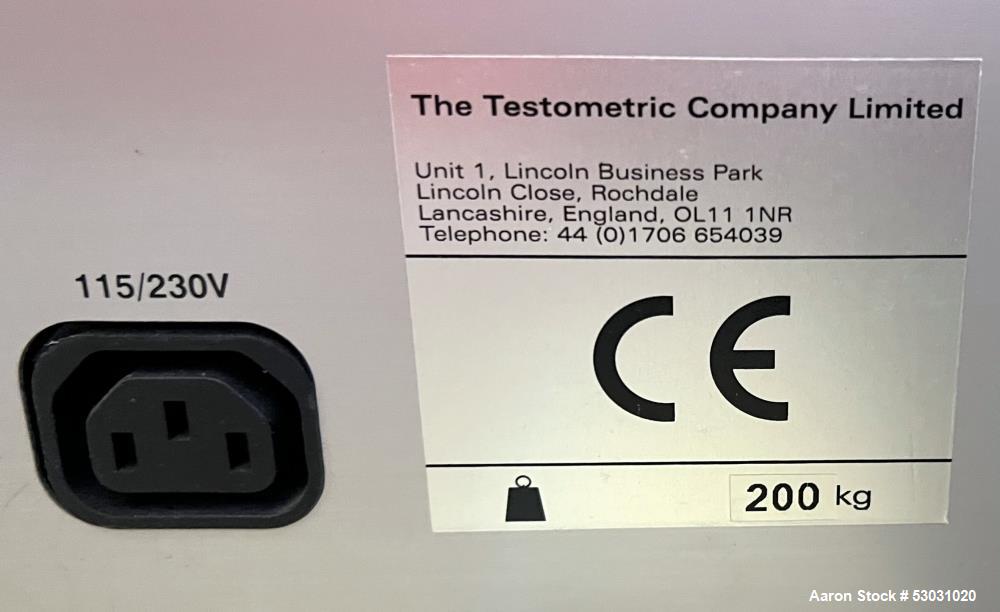 The Testometric Company Limited
Unit 1, Lincoln Business Park
Lincoln Close, Rochdale
Lancashire, England, OL11 1NR
Telephone: 44 (0)1706 654039
115/230V
CE
200 kg
Aaron Stock # 53031020